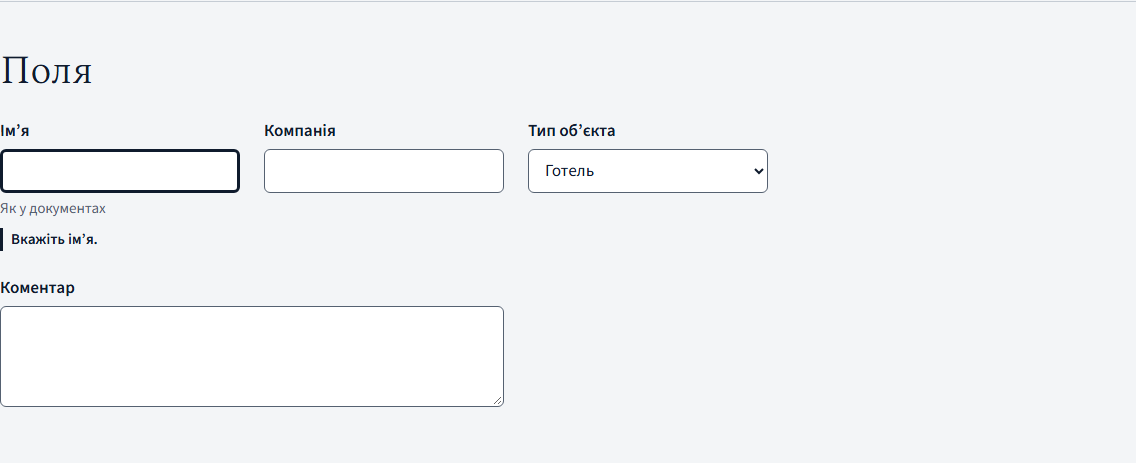 Поля
Ім’я
Компанія
Тип об’єкта
Готель
Як у документах
Вкажіть ім’я.
Коментар